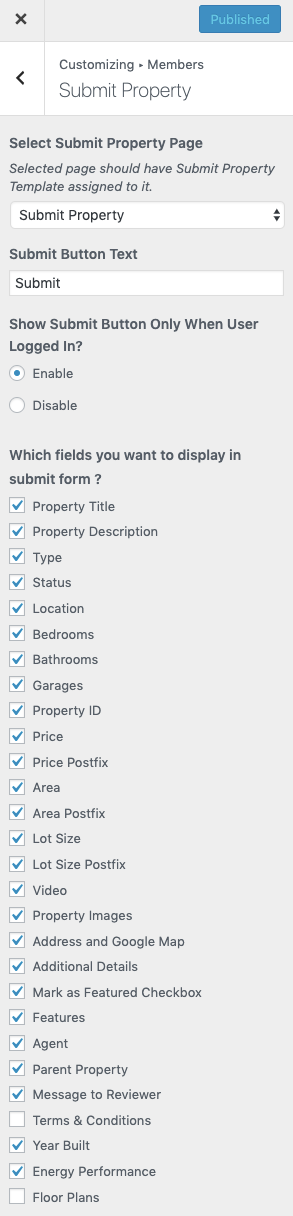 Published
Customizing ▸ Members
Submit Property
Select Submit Property Page
Selected page should have Submit Property
Template assigned to it.
Submit Property
Submit Button Text
Submit
Show Submit Button Only When User
Logged In?
Enable
Disable
Which fields you want to display in
submit form ?
Property Title
Property Description
Type
Status
Location
Bedrooms
Bathrooms
Garages
Property ID
Price
Price Postfix
Area
Area Postfix
Lot Size
Lot Size Postfix
Video
Property Images
Address and Google Map
Additional Details
Mark as Featured Checkbox
Features
Agent
Parent Property
Message to Reviewer
Terms & Conditions
Year Built
Energy Performance
Floor Plans